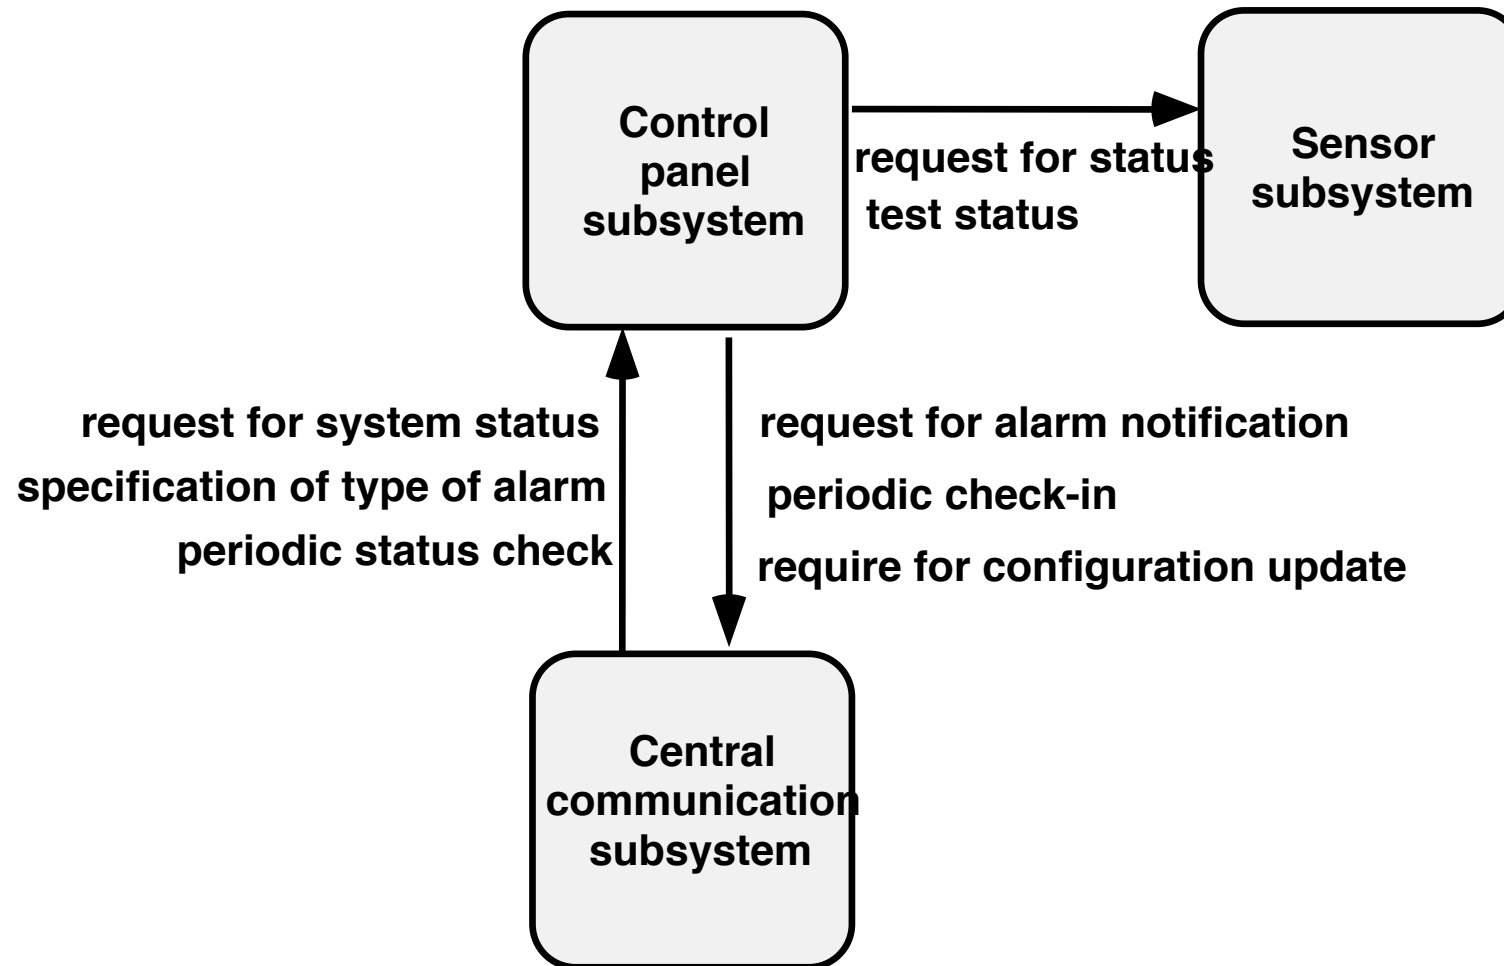 Control
panel
subsystem
request for status
test status
Sensor
subsystem
request for system status
specification of type of alarm
periodic status check
request for alarm notification
periodic check-in
require for configuration update
Central
communication
subsystem